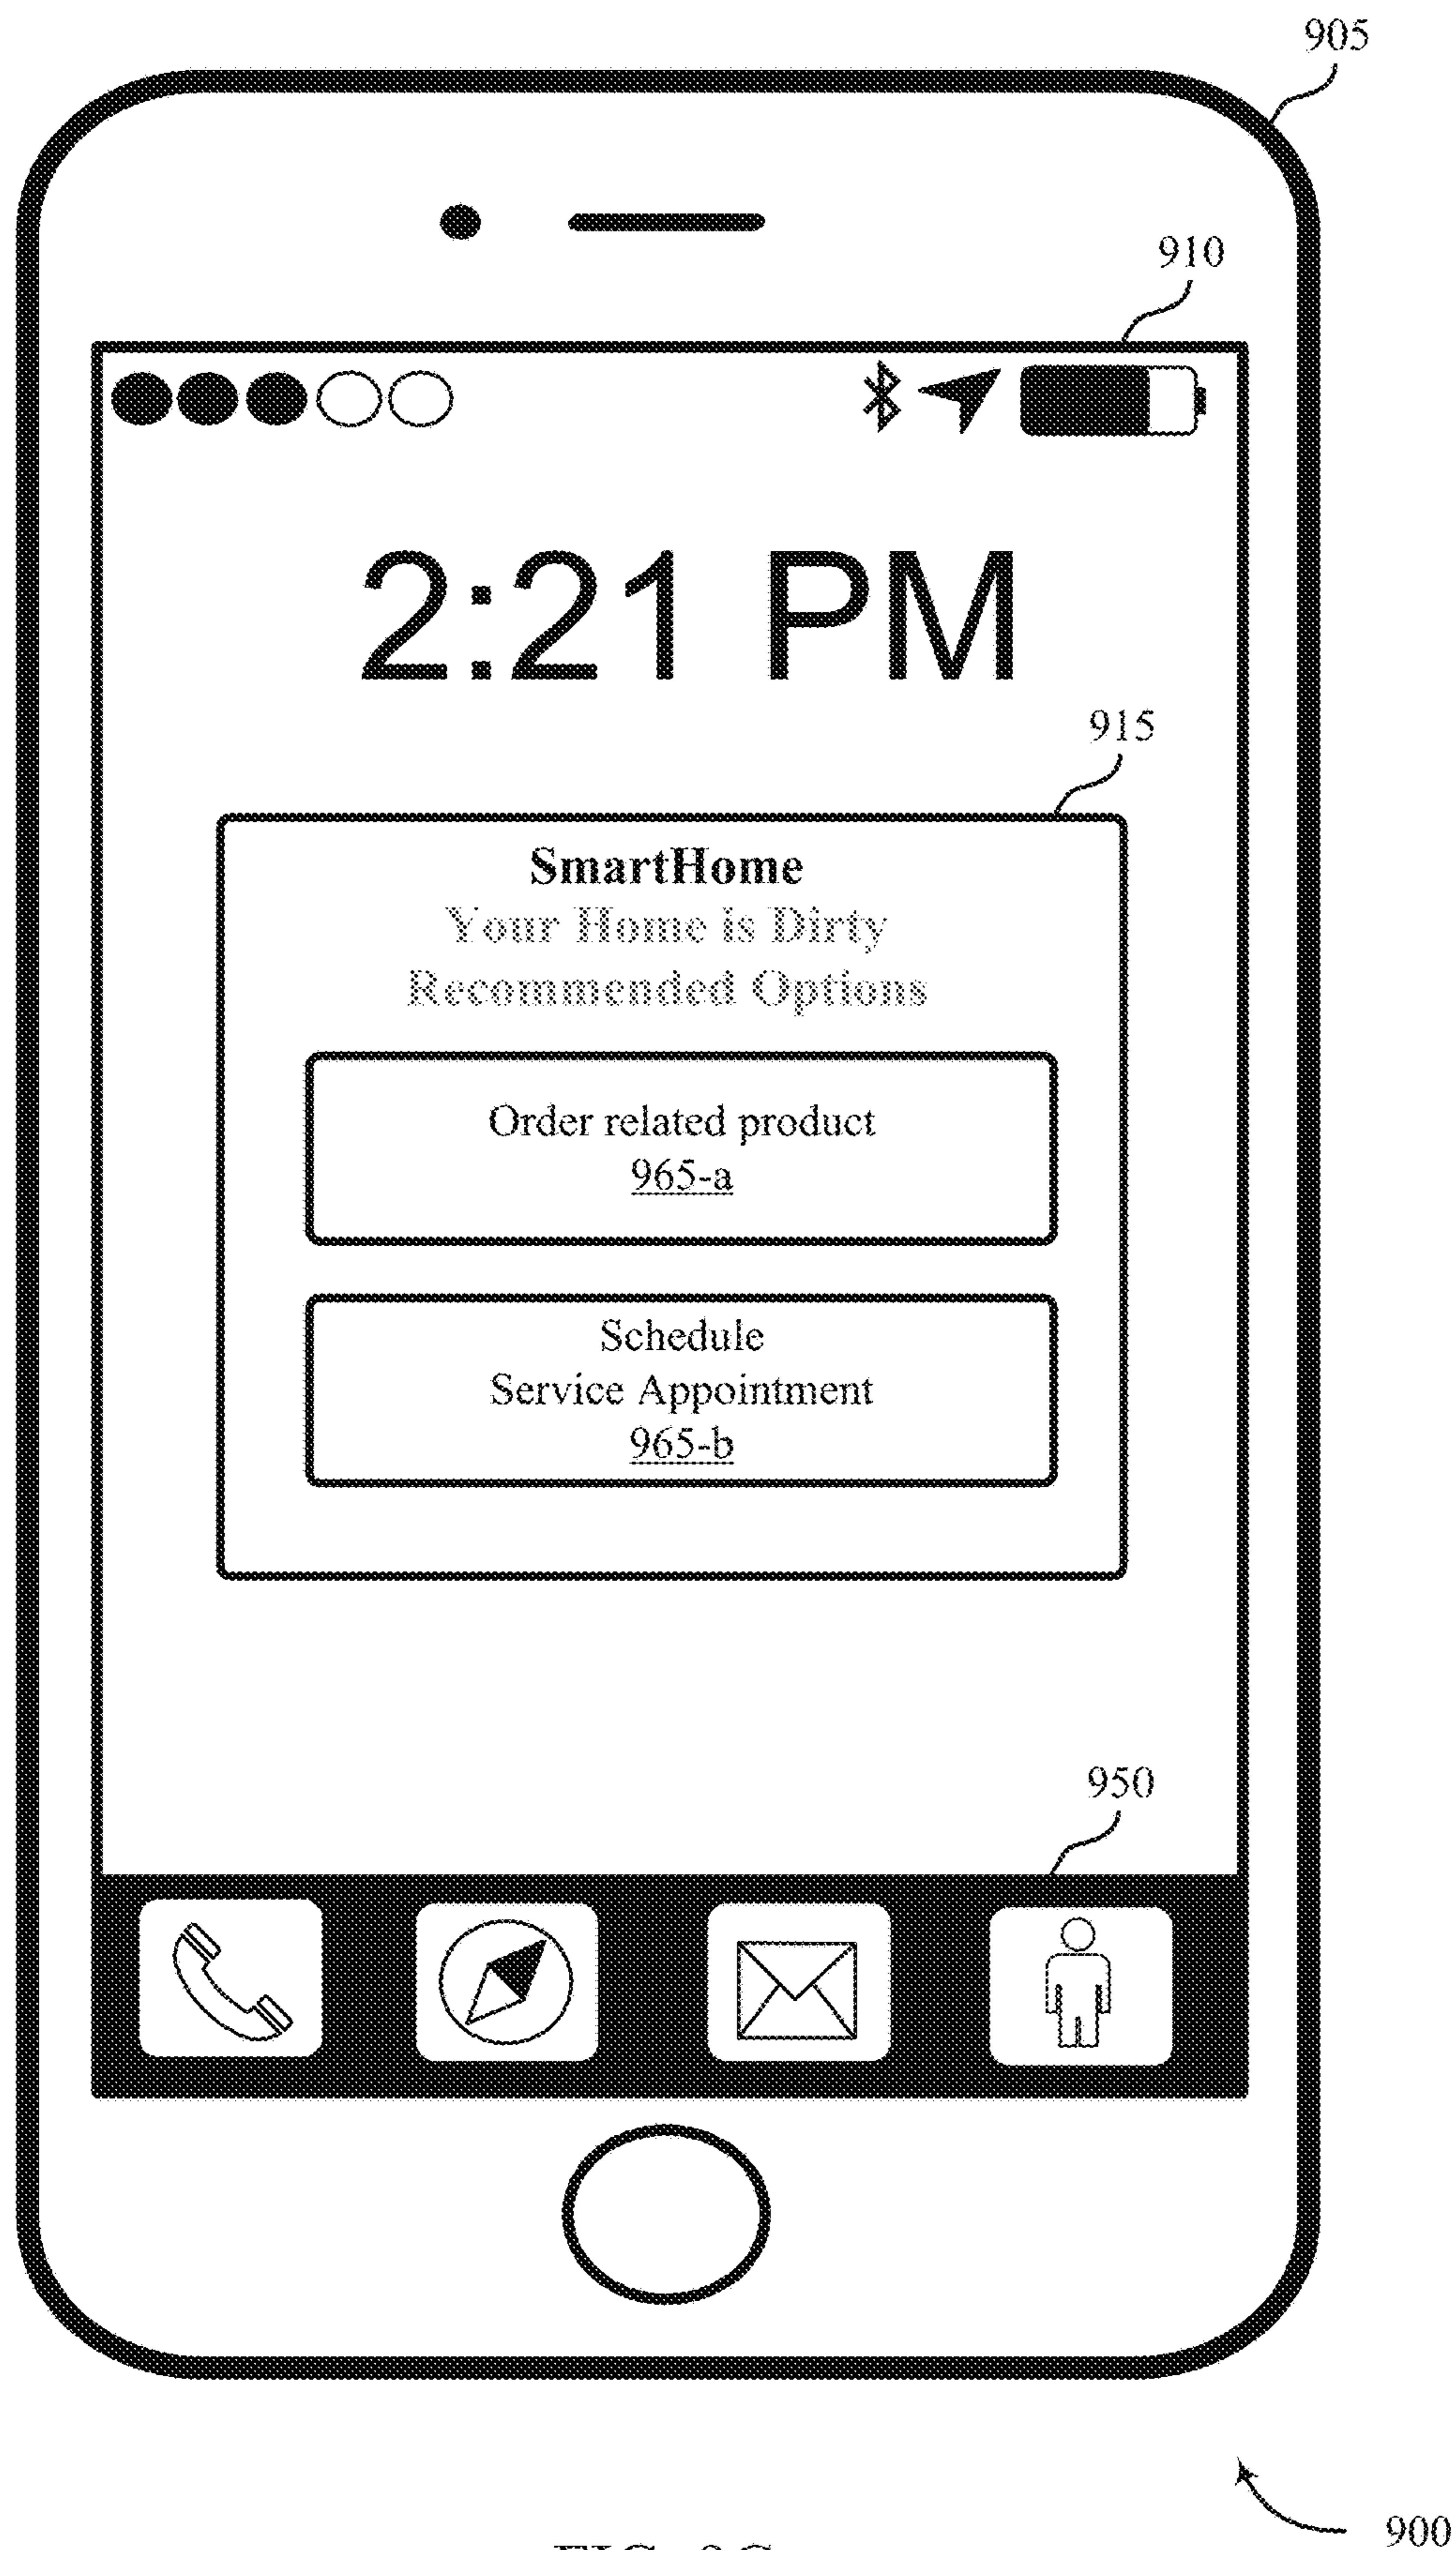 905
910
2:21 PM
915
SmartHome
Your Home is Dirty
Recommended Options
Order related product
965-a
Schedule
Service Appointment
965-b
950
900